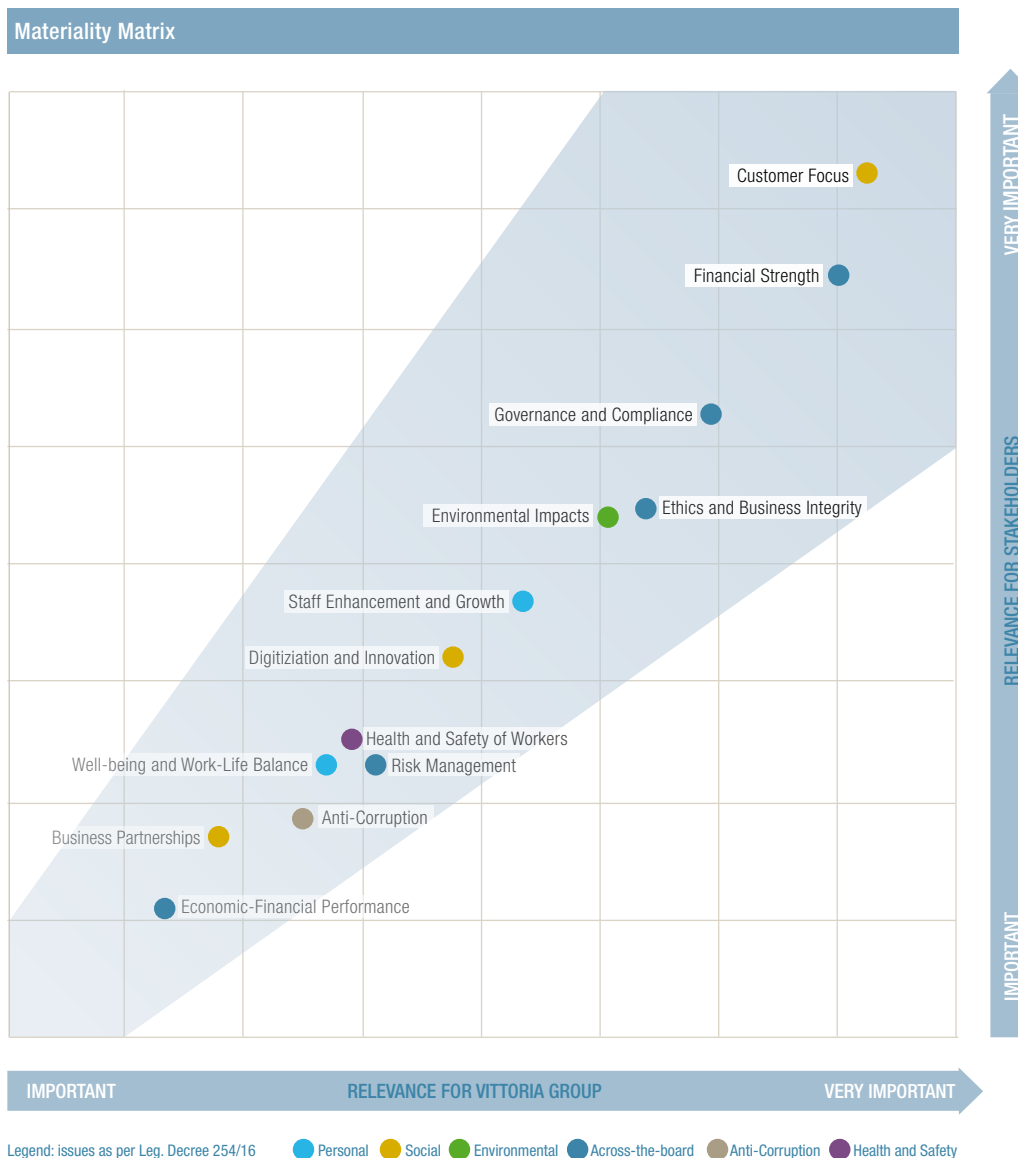 Materiality Matrix
VERY IMPORTANT
Customer Focus
Financial Strength
Governance and Compliance
RELEVANCE FOR STAKEHOLDERS
Environmental Impacts
Ethics and Business Integrity
Staff Enhancement and Growth
Digitiziation and Innovation
Health and Safety of Workers
Well-being and Work-Life Balance
Risk Management
Anti-Corruption
Business Partnerships
Economic-Financial Performance
IMPORTANT
IMPORTANT RELEVANCE FOR VITTORIA GROUP VERY IMPORTANT
Legend: issues as per Leg. Decree 254/16 Personal Social Environmental Across-the-board Anti-Corruption Health and Safety